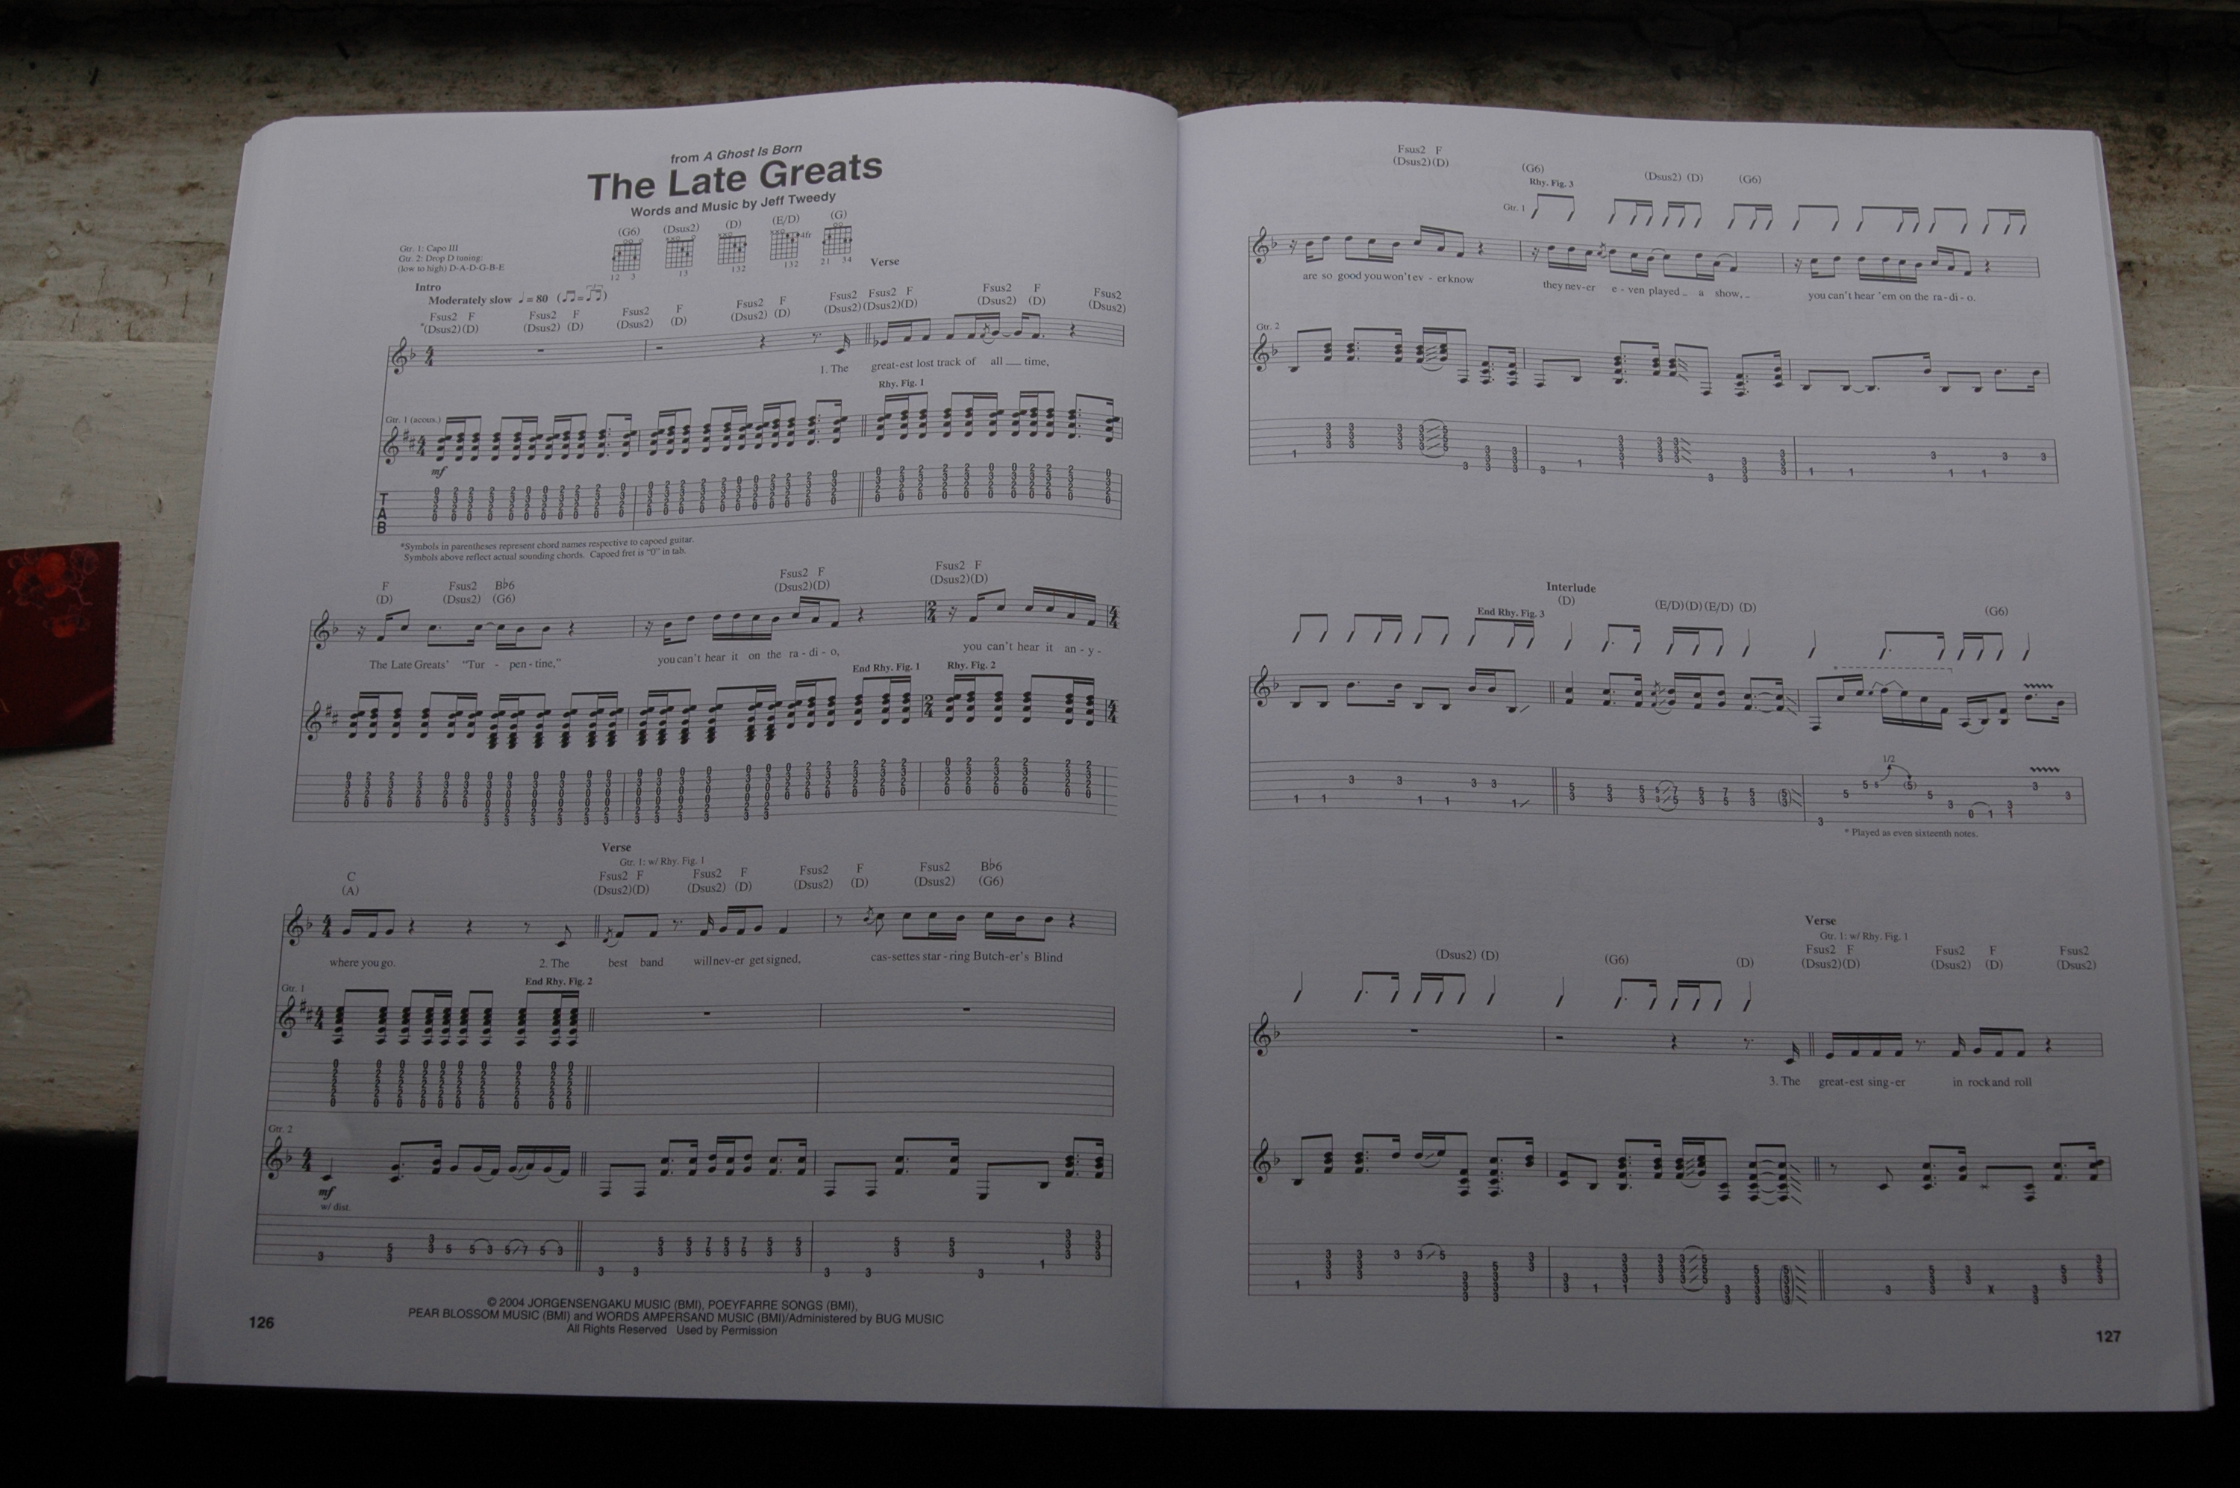 from A Ghost Is Born
The Late Greats
Words and Music by Jeff Tweedy
(G6) (Dsus2) (D) (E/D) (G)
4fr
12 3 13 132 132 21 34
Gtr. 1: Capo III
Gtr. 2: Drop D tuning:
(low to high) D-A-D-G-B-E
Intro
Verse
Moderately slow ♩ = 80
Fsus2 F Fsus2 F Fsus2 F Fsus2 F Fsus2 Fsus2 F Fsus2 F Fsus2
*(Dsus2)(D) (Dsus2) (D) (Dsus2) (D) (Dsus2) (D) (Dsus2) (Dsus2)(D) (Dsus2) (D) (Dsus2)
1. The great-est lost track of all time,
Rhy. Fig. 1
Gtr. 1 (acous.)
mf
TAB
*Symbols in parentheses represent chord names respective to capoed guitar.
Symbols above reflect actual sounding chords. Capoed fret is "0" in tab.
F Fsus2 B♭6 Fsus2 F Fsus2 F
(D) (Dsus2) (G6) (Dsus2)(D) (Dsus2)(D)
The Late Greats' "Tur - pen-tine," you can't hear it on the ra-di-o, you can't hear it an-y-
End Rhy. Fig. 1 Rhy. Fig. 2
Verse
Gtr. 1: w/ Rhy. Fig. 1
C Fsus2 F Fsus2 F Fsus2 F Fsus2 B♭6
(A) (Dsus2)(D) (Dsus2) (D) (Dsus2) (D) (Dsus2) (G6)
where you go. 2. The best band will nev-er get signed, cas-settes star-ring Butch-er's Blind
End Rhy. Fig. 2
Gtr. 1
Gtr. 2
mf
w/ dist.
© 2004 JORGENSENGAKU MUSIC (BMI), POEYFARRE SONGS (BMI),
PEAR BLOSSOM MUSIC (BMI) and WORDS AMPERSAND MUSIC (BMI)/Administered by BUG MUSIC
All Rights Reserved Used by Permission
126
Fsus2 F
(Dsus2)(D) (G6) (Dsus2) (D) (G6)
Rhy. Fig. 3
Gtr. 1
are so good you won't ev - er know they nev-er e - ven played a show, you can't hear 'em on the ra-di-o.
Gtr. 2
Interlude
(D) (E/D)(D)(E/D) (D) (G6)
End Rhy. Fig. 3
1/2
* Played as even sixteenth notes.
Verse
Gtr. 1: w/ Rhy. Fig. 1
Fsus2 F Fsus2 F Fsus2
(Dsus2) (D) (G6) (D) (Dsus2)(D) (Dsus2) (D) (Dsus2)
3. The great-est sing-er in rock and roll
127